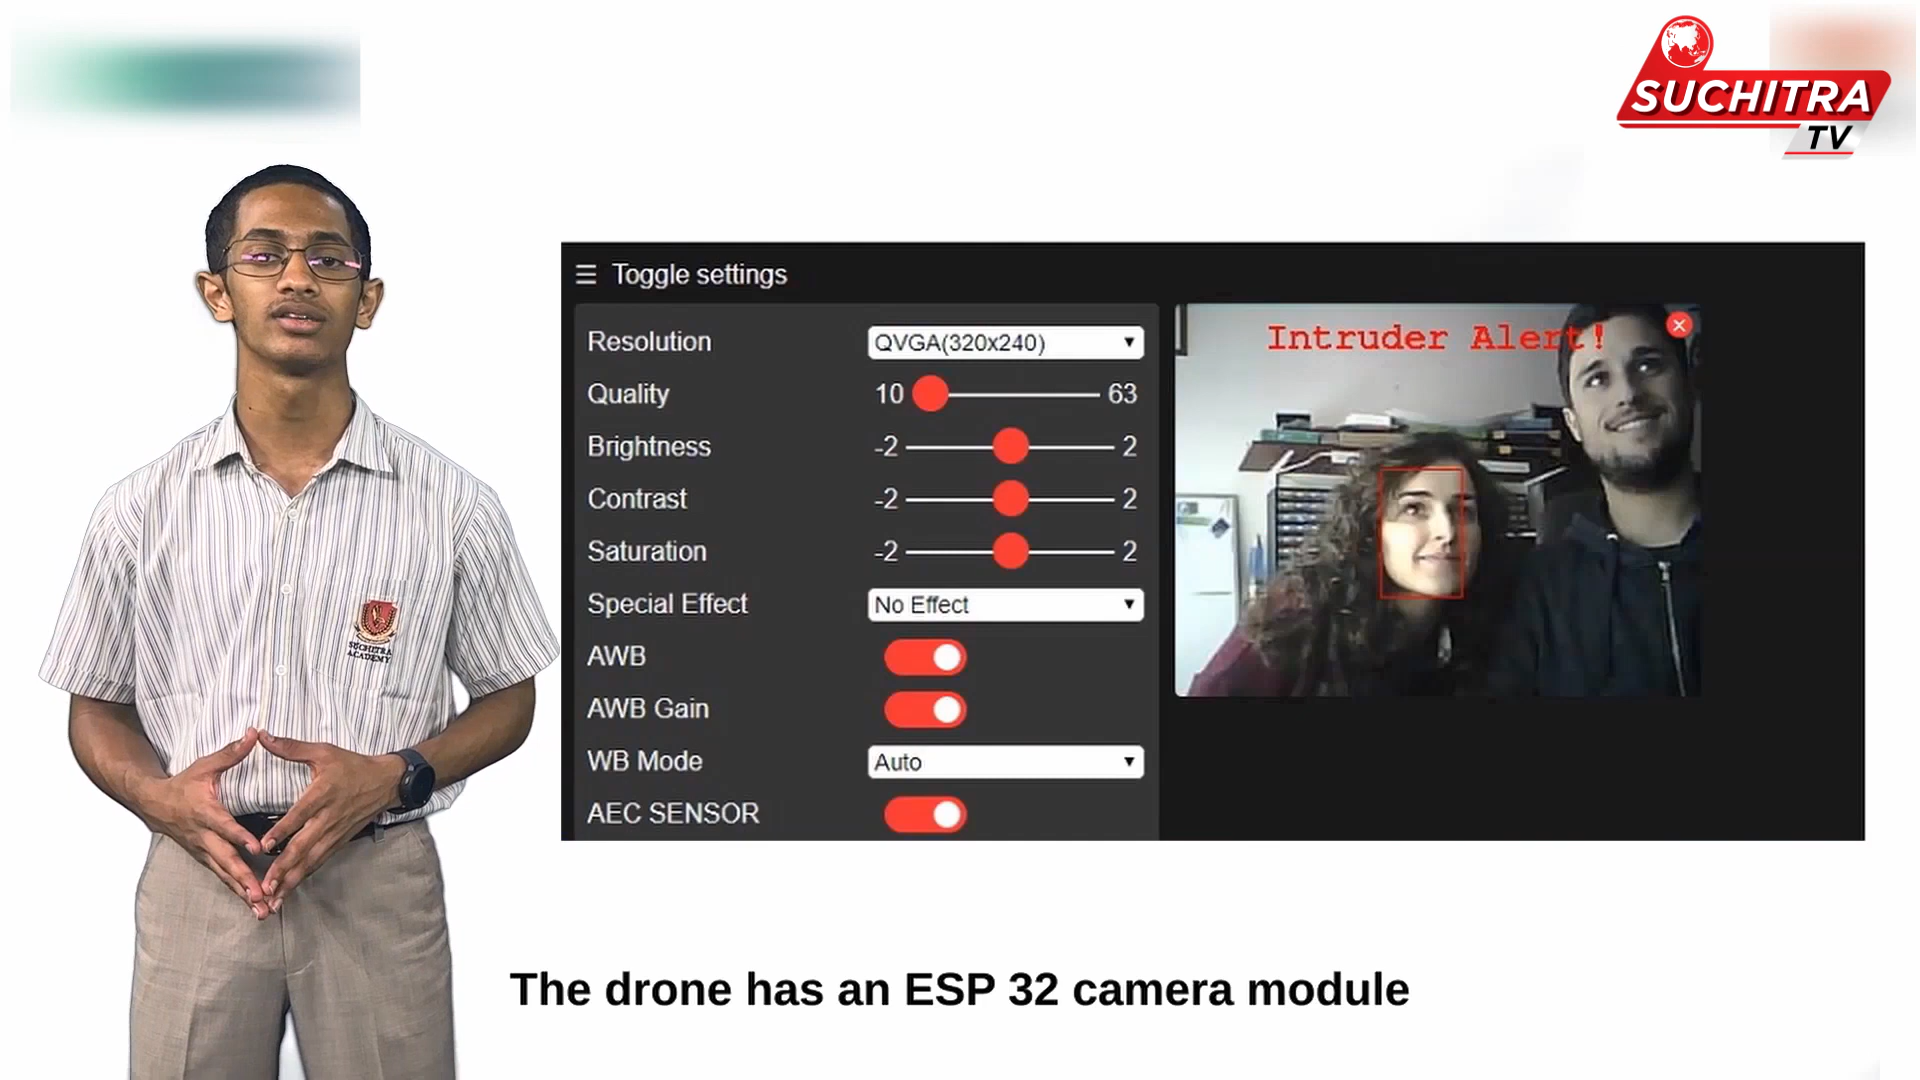 SUCHITRA
TV
☰ Toggle settings
Resolution QVGA(320x240)
Quality 10 63
Brightness -2 2
Contrast -2 2
Saturation -2 2
Special Effect No Effect
AWB
AWB Gain
WB Mode Auto
AEC SENSOR
Intruder Alert!
SUCHITRA
ACADEMY
The drone has an ESP 32 camera module